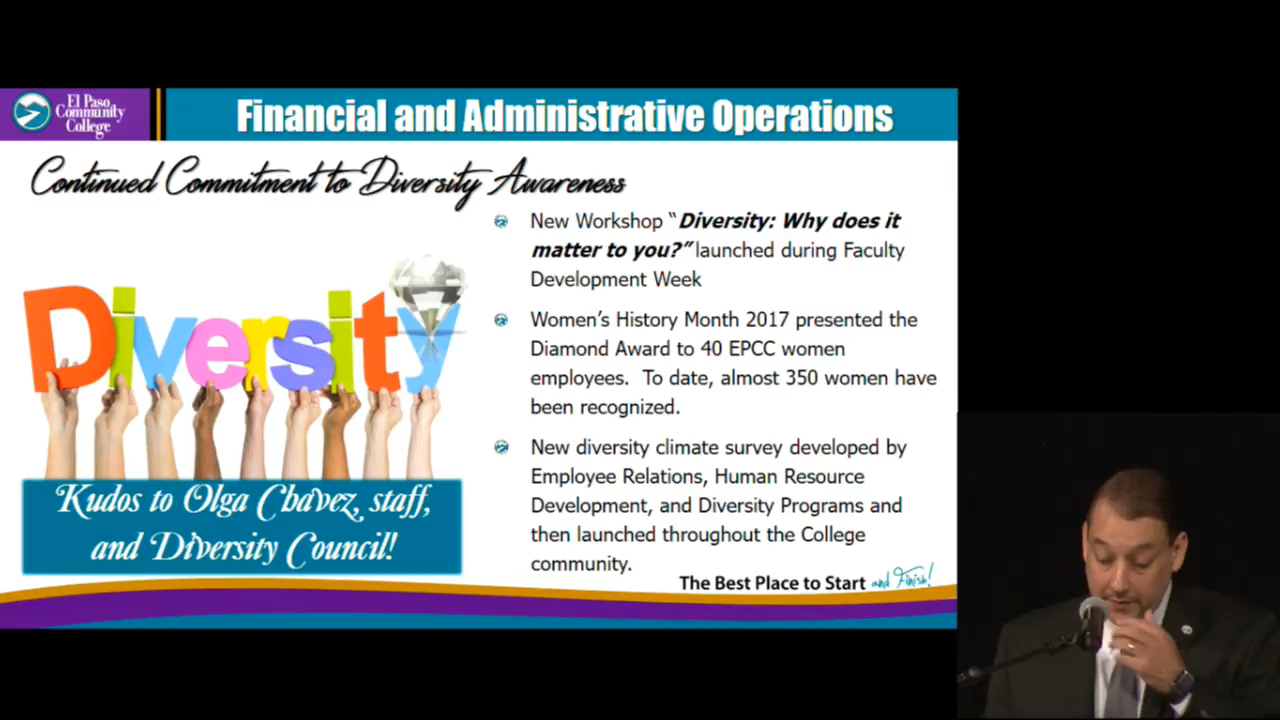 El Paso
Community
College
Financial and Administrative Operations
Continued Commitment to Diversity Awareness
New Workshop “Diversity: Why does it
matter to you?” launched during Faculty
Development Week
Diversity
Women’s History Month 2017 presented the
Diamond Award to 40 EPCC women
employees. To date, almost 350 women have
been recognized.
New diversity climate survey developed by
Employee Relations, Human Resource
Development, and Diversity Programs and
then launched throughout the College
community.
Kudos to Olga Chavez, staff,
and Diversity Council!
The Best Place to Start and Finish!